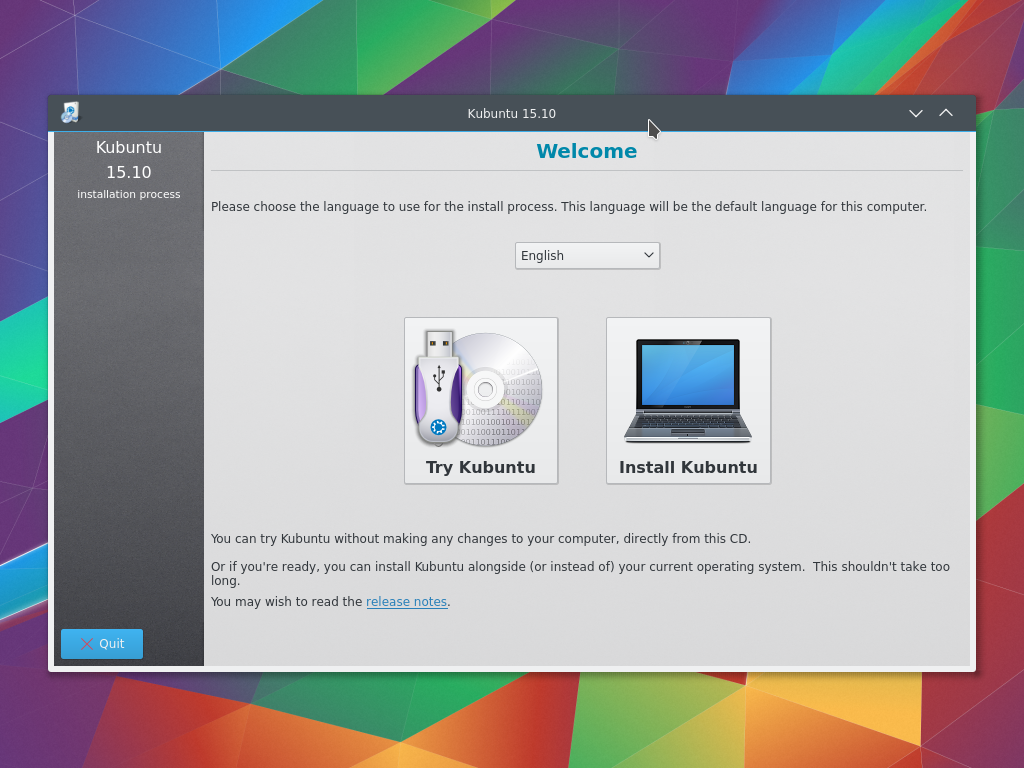 Kubuntu 15.10
Kubuntu
15.10
installation process
Welcome
Please choose the language to use for the install process. This language will be the default language for this computer.
English
Try Kubuntu
Install Kubuntu
You can try Kubuntu without making any changes to your computer, directly from this CD.
Or if you're ready, you can install Kubuntu alongside (or instead of) your current operating system.  This shouldn't take too
long.
You may wish to read the release notes.
Quit